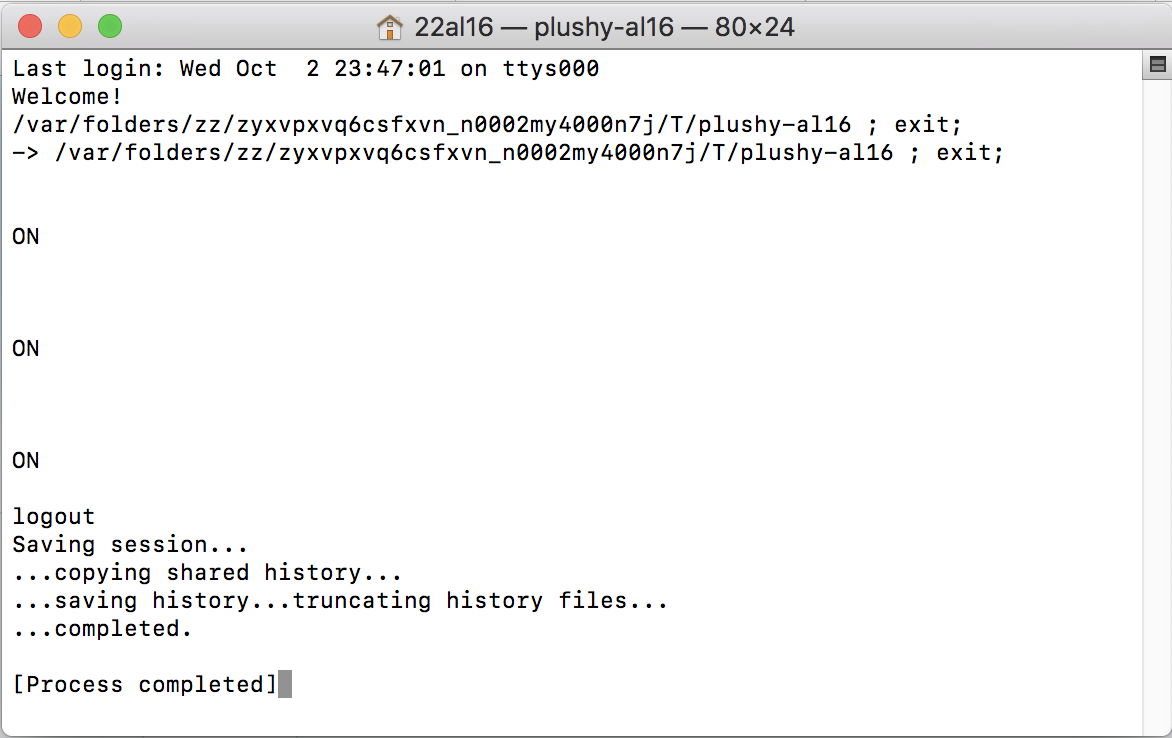 22al16 — plushy-al16 — 80×24
Last login: Wed Oct  2 23:47:01 on ttys000
Welcome!
/var/folders/zz/zyxvpxvq6csfxvn_n0002my4000n7j/T/plushy-al16 ; exit;
-> /var/folders/zz/zyxvpxvq6csfxvn_n0002my4000n7j/T/plushy-al16 ; exit;
ON
ON
ON
logout
Saving session...
...copying shared history...
...saving history...truncating history files...
...completed.
[Process completed]